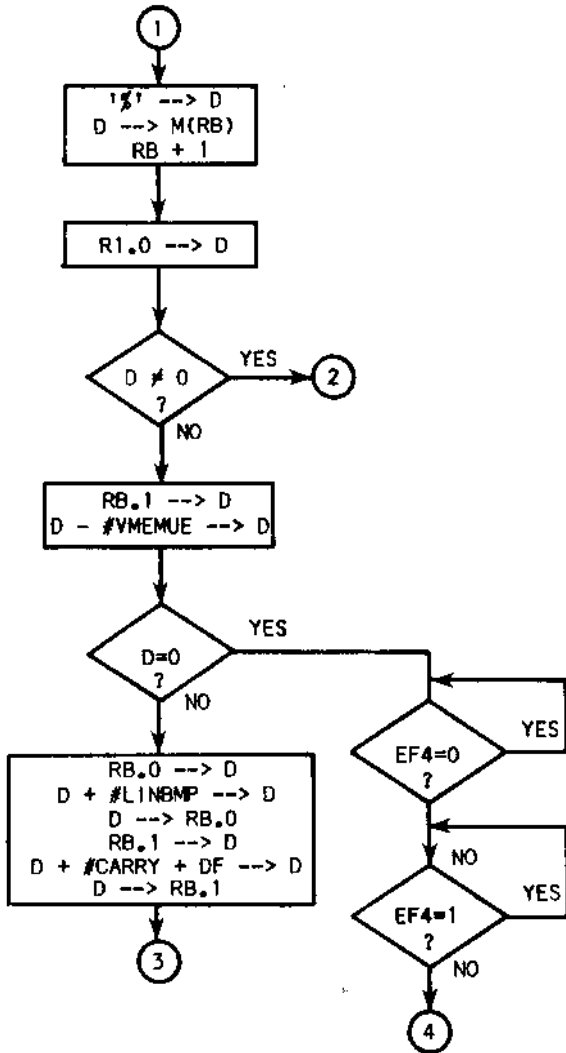 1
'%' --> D
D --> M(RB)
RB + 1
R1.0 --> D
D ≠ 0
?
YES
2
NO
RB.1 --> D
D - #VMEMUE --> D
D=0
?
YES
NO
RB.0 --> D
D + #LINBMP --> D
D --> RB.0
RB.1 --> D
D + #CARRY + DF --> D
D --> RB.1
3
EF4=0
?
YES
NO
EF4=1
?
YES
NO
4